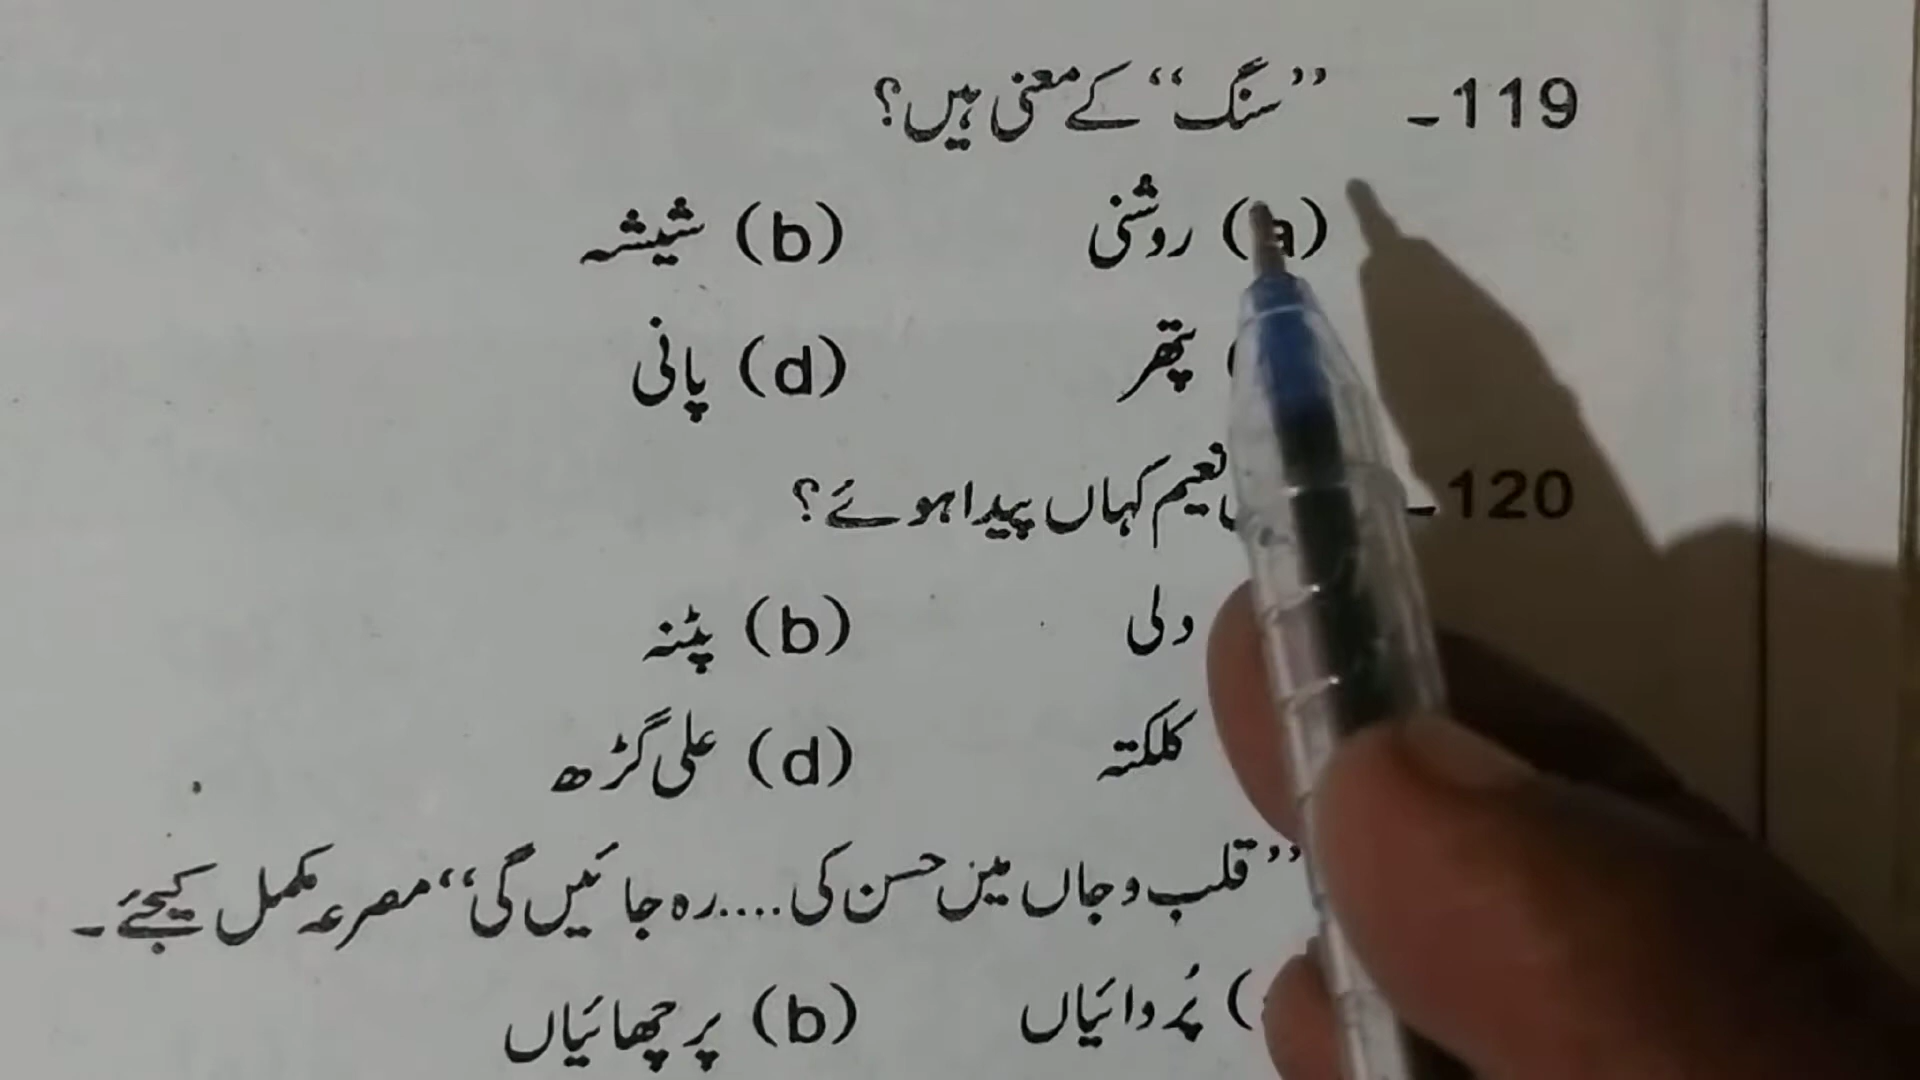 119۔ ’’سنگ‘‘ کے معنی ہیں؟
(a) روشنی (b) شیشہ
پتھر (d) پانی
120۔ نعیم کہاں پیدا ہوئے؟
دلی (b) پٹنہ
کلکتہ (d) علی گڑھ
’’قلب و جاں میں حسن کی....رہ جائیں گی‘‘ مصرعہ مکمل کیجئے۔
پُروائیاں (b) پرچھائیاں